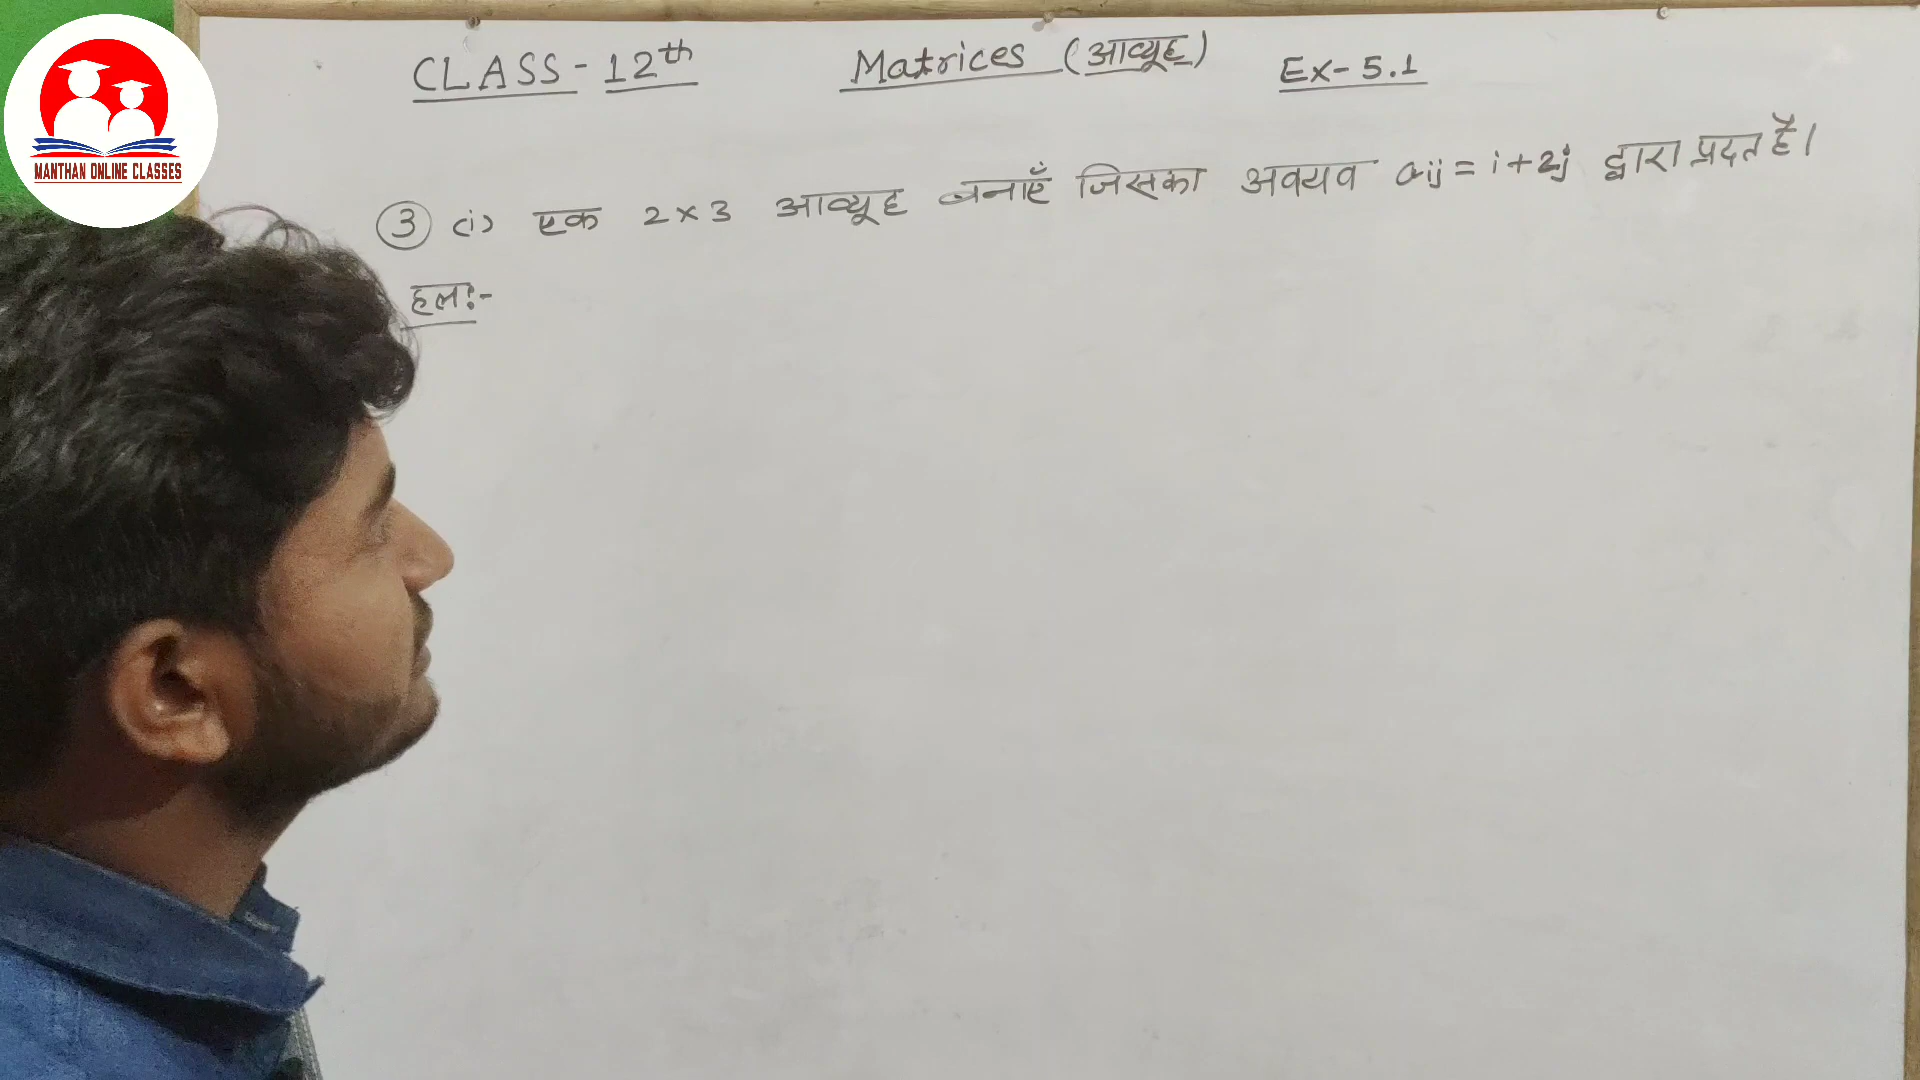 MANTHAN ONLINE CLASSES
CLASS - 12th Matrices (आव्यूह) Ex- 5.1
3 (i) एक 2 × 3 आव्यूह बनाएँ जिसका अवयव aij = i + 2j द्वारा प्रदत है।
हल:-